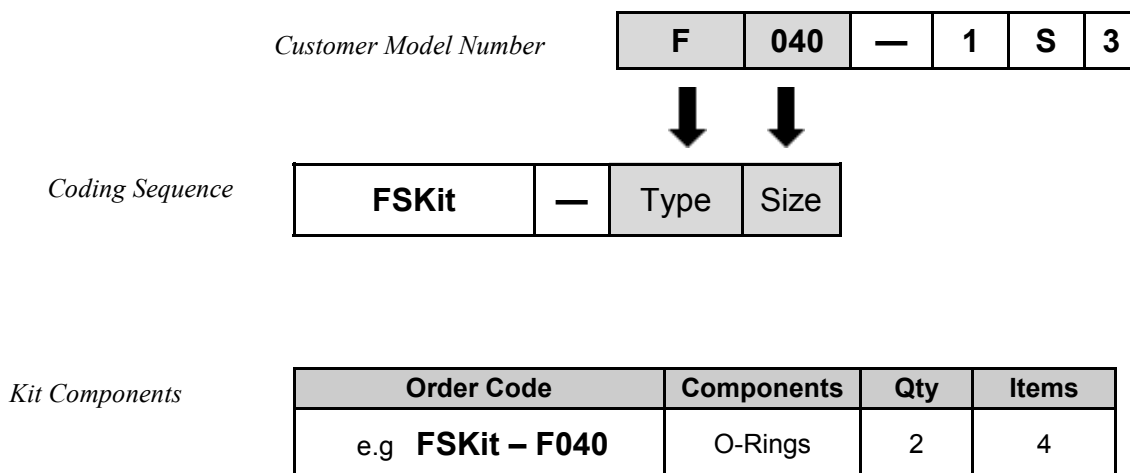 Customer Model Number F 040 — 1 S 3
Coding Sequence FSKit — Type Size
Kit Components Order Code Components Qty Items
e.g FSKit – F040 O-Rings 2 4